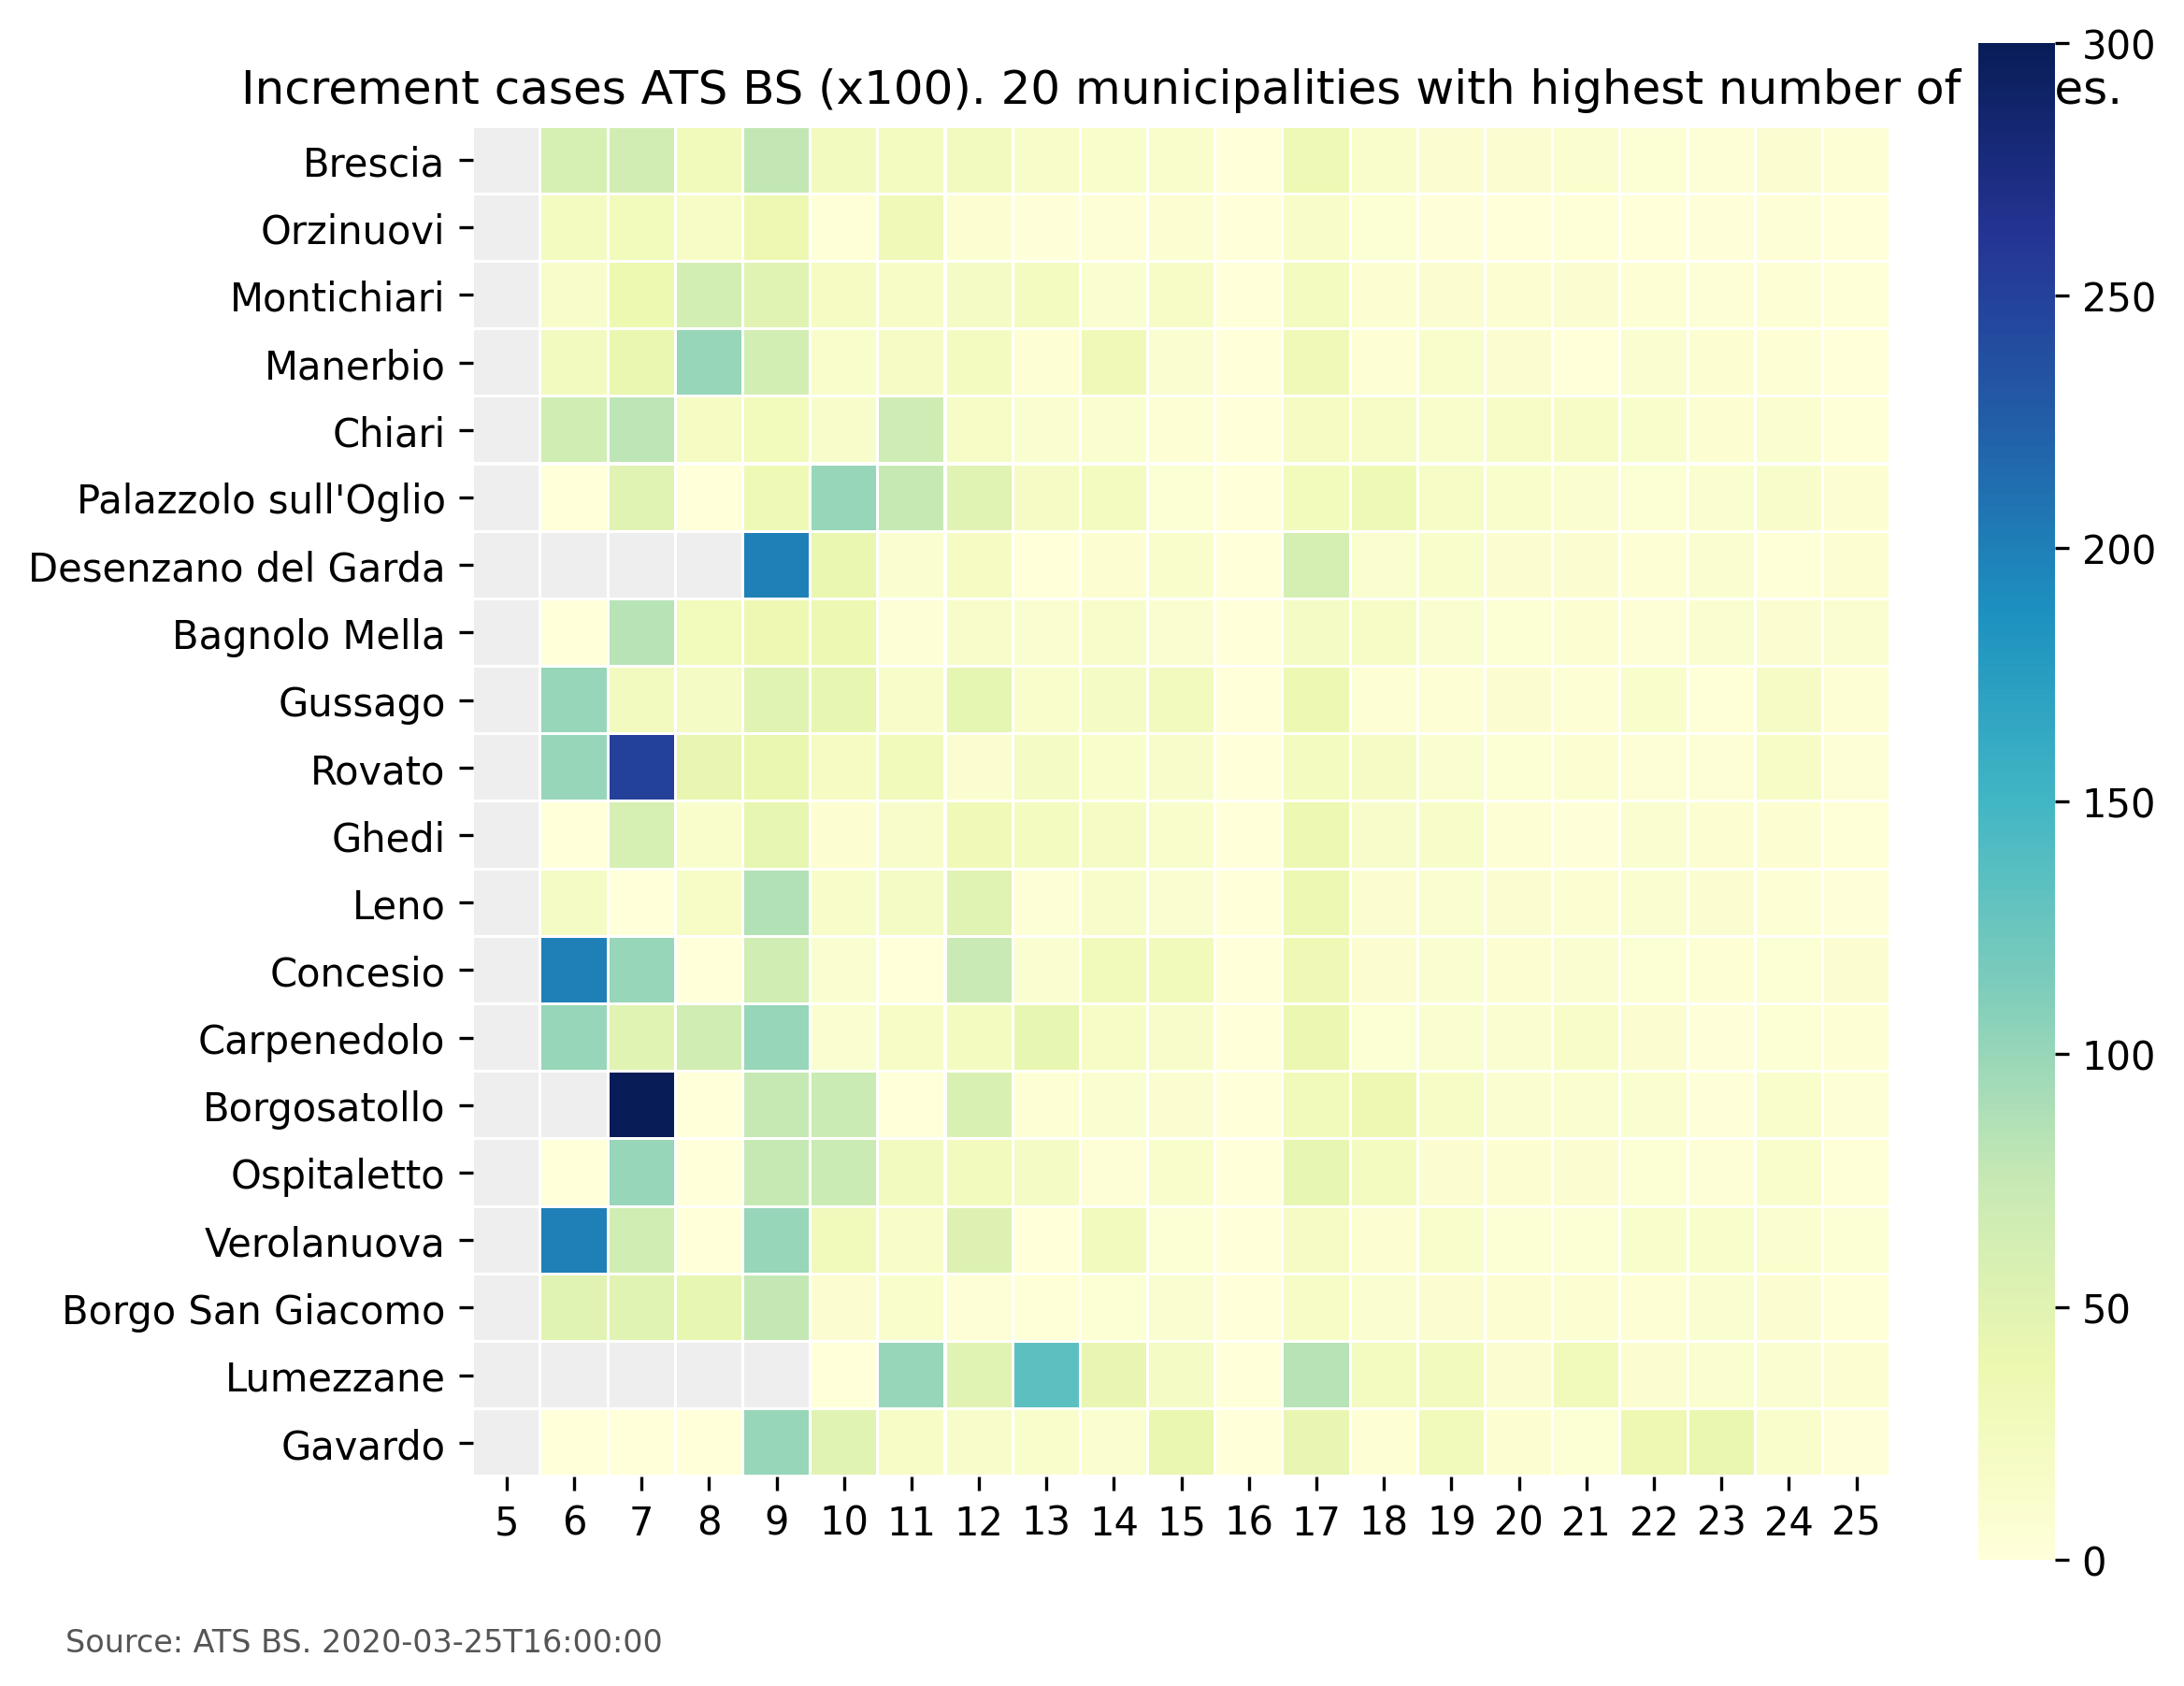 Increment cases ATS BS (x100). 20 municipalities with highest number of es.
Brescia
Orzinuovi
Montichiari
Manerbio
Chiari
Palazzolo sull'Oglio
Desenzano del Garda
Bagnolo Mella
Gussago
Rovato
Ghedi
Leno
Concesio
Carpenedolo
Borgosatollo
Ospitaletto
Verolanuova
Borgo San Giacomo
Lumezzane
Gavardo
5 6 7 8 9 10 11 12 13 14 15 16 17 18 19 20 21 22 23 24 25
300
250
200
150
100
50
0
Source: ATS BS. 2020-03-25T16:00:00